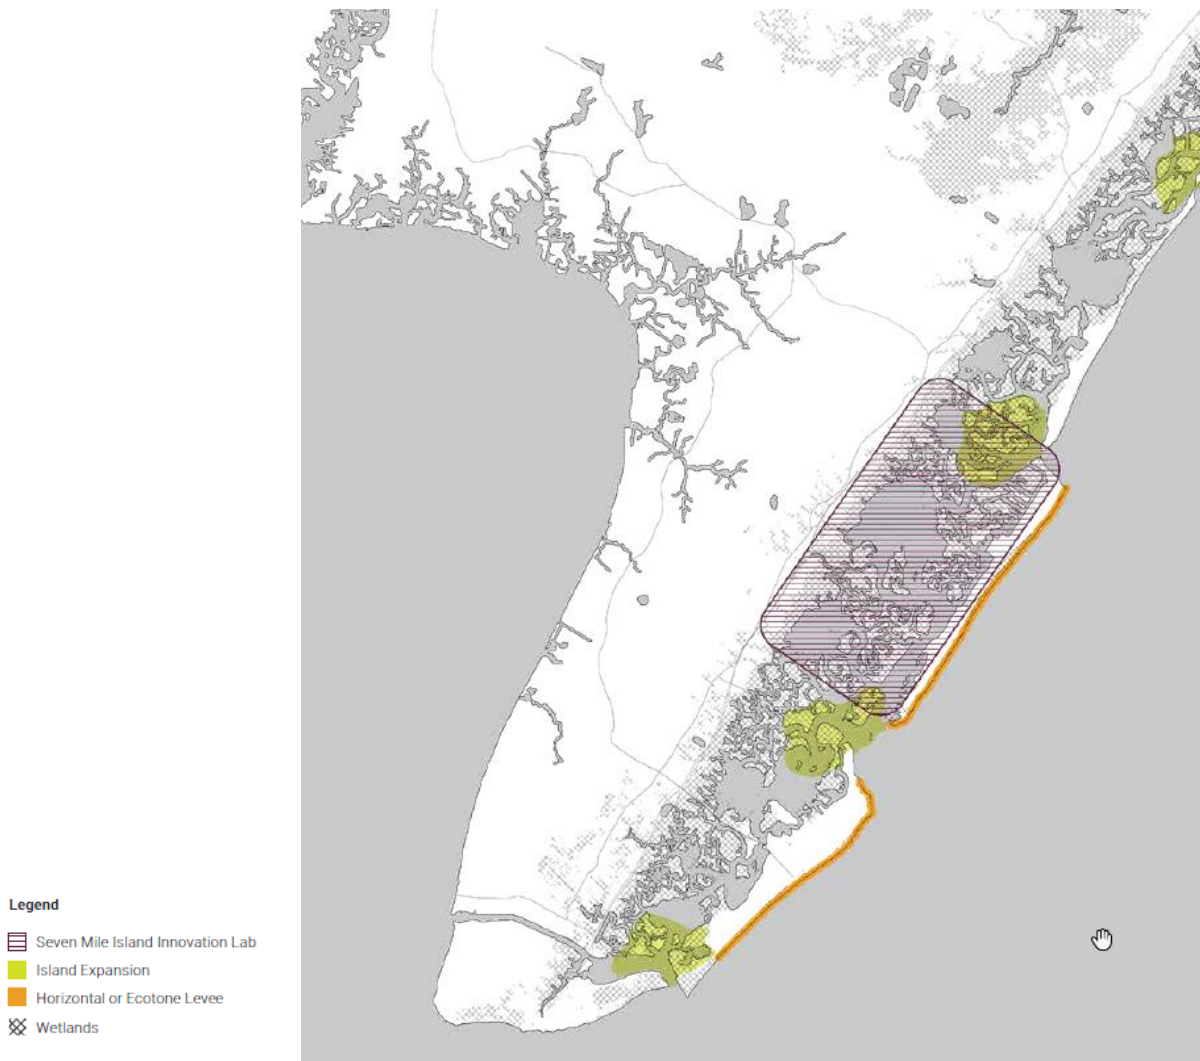 Legend
Seven Mile Island Innovation Lab
Island Expansion
Horizontal or Ecotone Levee
Wetlands